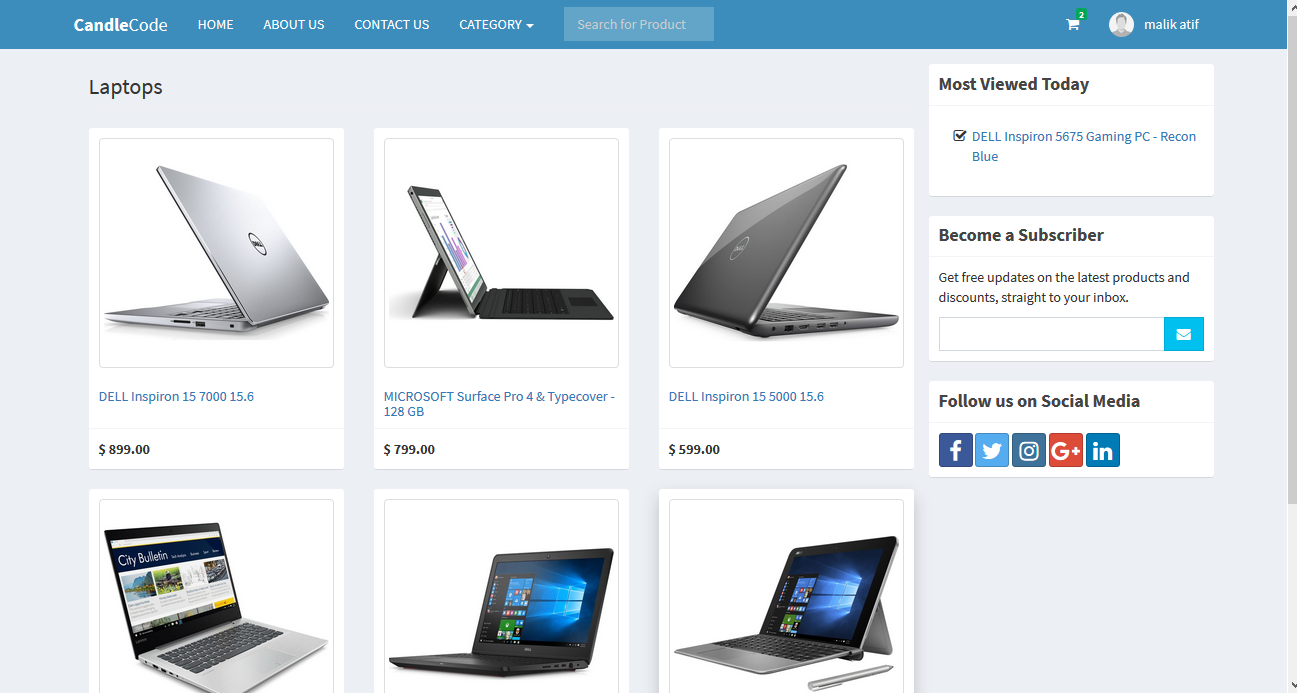 CandleCode HOME ABOUT US CONTACT US CATEGORY Search for Product 2 malik atif
Laptops
DELL Inspiron 15 7000 15.6
$ 899.00
MICROSOFT Surface Pro 4 & Typecover -
128 GB
$ 799.00
DELL Inspiron 15 5000 15.6
$ 599.00
City Bulletin
Most Viewed Today
DELL Inspiron 5675 Gaming PC - Recon
Blue
Become a Subscriber
Get free updates on the latest products and
discounts, straight to your inbox.
Follow us on Social Media